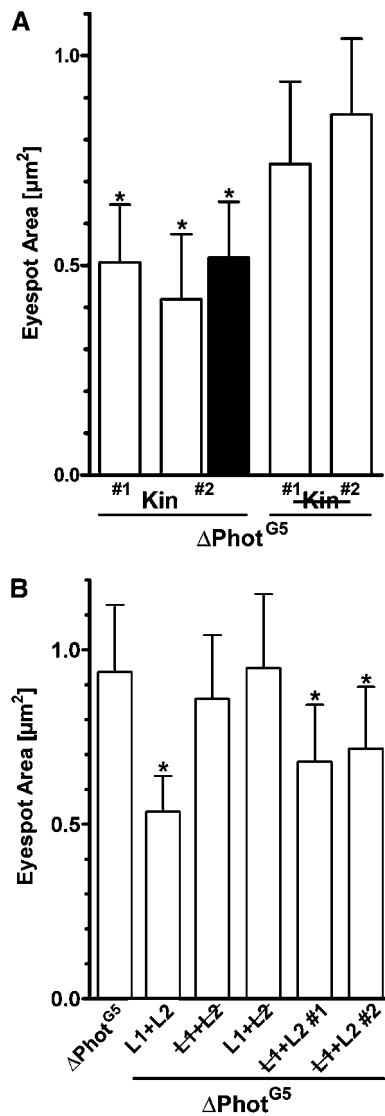 A
Eyespot Area [µm²]
1.0
* * *
0.5
0.0
#1 Kin #2 #1 Kin #2
ΔPhot^G5
B
Eyespot Area [µm²]
1.0
* * *
0.5
0.0
ΔPhot^G5 L1+L2 L1+L2 L1+L2 L1+L2 #1 L1+L2 #2
ΔPhot^G5